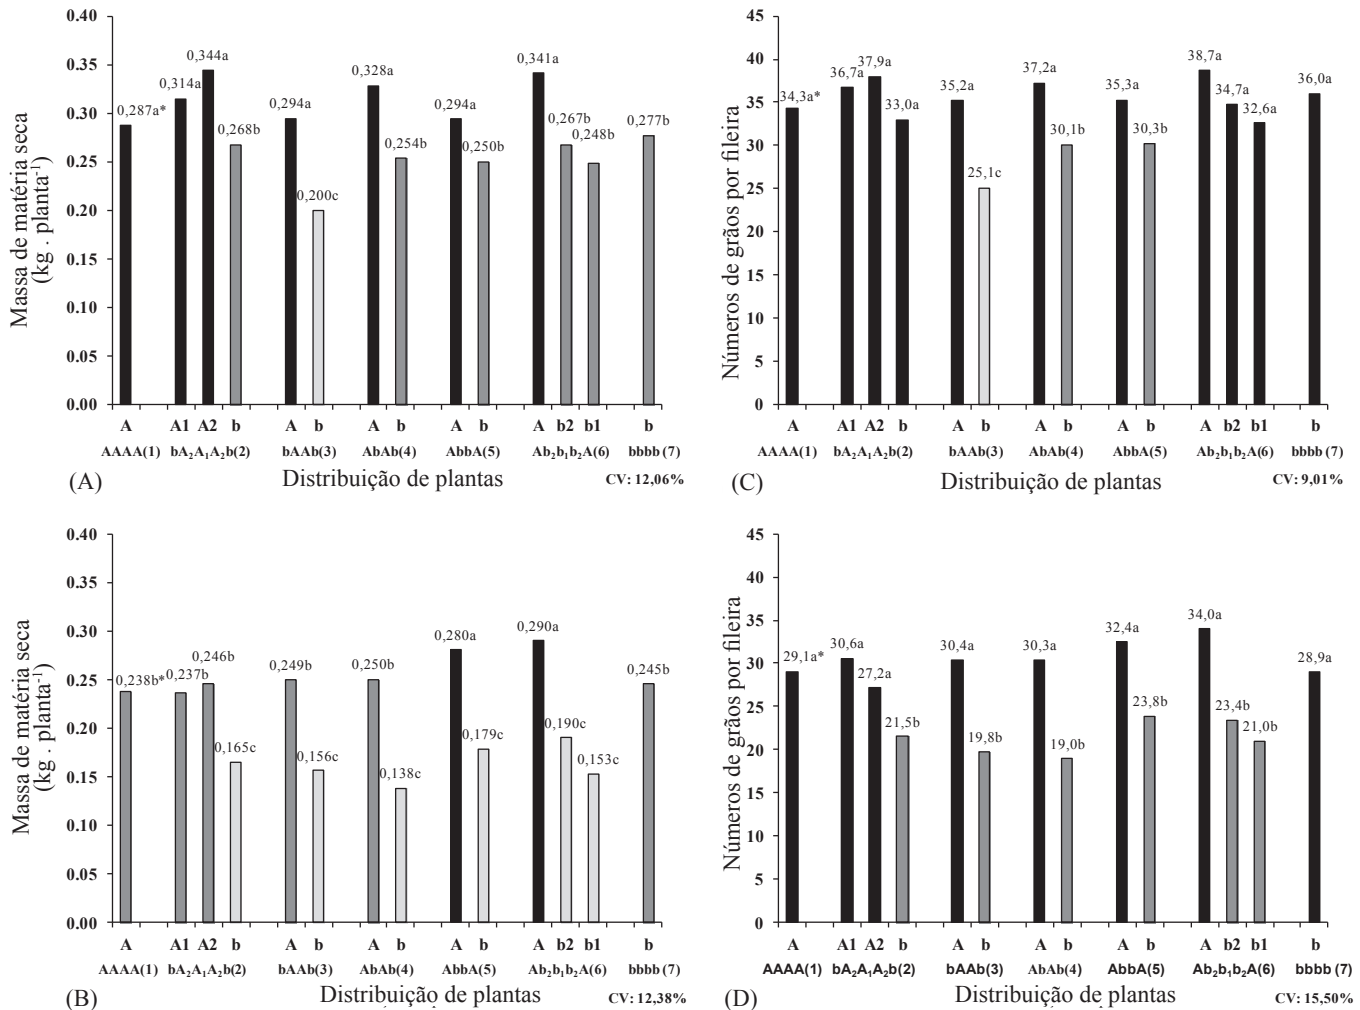 Massa de matéria seca
(kg . planta⁻¹)
0.40
0.35
0.30
0.25
0.20
0.15
0.10
0.05
0.00
0,287a*
0,314a
0,344a
0,268b
0,294a
0,200c
0,328a
0,254b
0,294a
0,250b
0,341a
0,267b
0,248b
0,277b
A A1 A2 b A b A b A b A b2 b1 b
AAAA(1) bA₂A₁A₂b(2) bAAb(3) AbAb(4) AbbA(5) Ab₂b₁b₂A(6) bbbb(7)
(A) Distribuição de plantas CV: 12,06%
Números de grãos por fileira
45
40
35
30
25
20
15
10
5
0
34,3a*
36,7a
37,9a
33,0a
35,2a
25,1c
37,2a
30,1b
35,3a
30,3b
38,7a
34,7a
32,6a
36,0a
A A1 A2 b A b A b A b A b2 b1 b
AAAA(1) bA₂A₁A₂b(2) bAAb(3) AbAb(4) AbbA(5) Ab₂b₁b₂A(6) bbbb (7)
(C) Distribuição de plantas CV: 9,01%
Massa de matéria seca
(kg . planta⁻¹)
0.40
0.35
0.30
0.25
0.20
0.15
0.10
0.05
0.00
0,238b*
0,237b
0,246b
0,165c
0,249b
0,156c
0,250b
0,138c
0,280a
0,179c
0,290a
0,190c
0,153c
0,245b
A A1 A2 b A b A b A b A b2 b1 b
AAAA(1) bA₂A₁A₂b(2) bAAb(3) AbAb(4) AbbA(5) Ab₂b₁b₂A(6) bbbb (7)
(B) Distribuição de plantas CV: 12,38%
Números de grãos por fileira
45
40
35
30
25
20
15
10
5
0
29,1a*
30,6a
27,2a
21,5b
30,4a
19,8b
30,3a
19,0b
32,4a
23,8b
34,0a
23,4b
21,0b
28,9a
A A1 A2 b A b A b A b A b2 b1 b
AAAA(1) bA₂A₁A₂b(2) bAAb(3) AbAb(4) AbbA(5) Ab₂b₁b₂A(6) bbbb (7)
(D) Distribuição de plantas CV: 15,50%